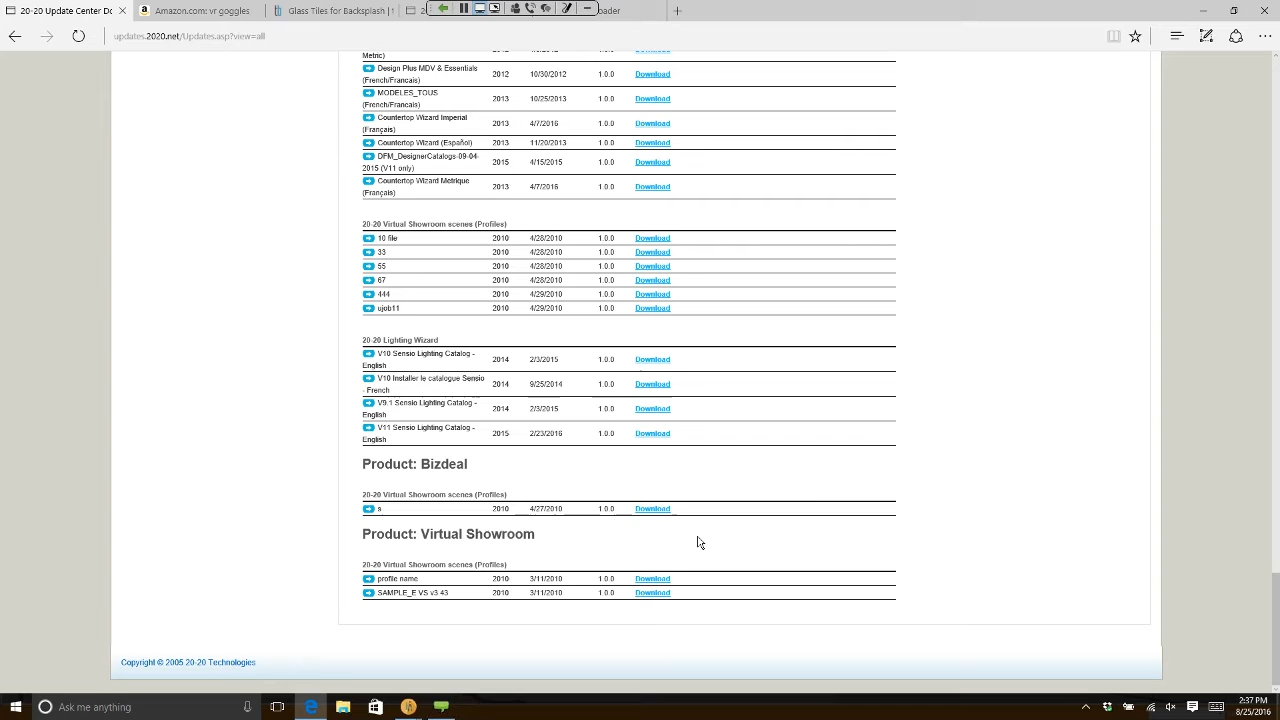 20-20 Update Center Dc
Amazon.com: vr goggles
Glass Tiles for Backsplash
updates.2020.net/Updates.asp?view=all
Metric)
Design Plus MDV & Essentials 2012 10/30/2012 1.0.0 Download
(French/Francais)
MODELES_TOUS 2013 10/25/2013 1.0.0 Download
(French/Francais)
Countertop Wizard Imperial 2013 4/7/2016 1.0.0 Download
(Français)
Countertop Wizard (Español) 2013 11/20/2013 1.0.0 Download
DFM_DesignerCatalogs-09-04- 2015 4/15/2015 1.0.0 Download
2015 (V11 only)
Countertop Wizard Metrique 2013 4/7/2016 1.0.0 Download
(Français)
20-20 Virtual Showroom scenes (Profiles)
10 file 2010 4/28/2010 1.0.0 Download
33 2010 4/28/2010 1.0.0 Download
55 2010 4/28/2010 1.0.0 Download
67 2010 4/28/2010 1.0.0 Download
444 2010 4/29/2010 1.0.0 Download
ujob11 2010 4/29/2010 1.0.0 Download
20-20 Lighting Wizard
V10 Sensio Lighting Catalog - 2014 2/3/2015 1.0.0 Download
English
V10 Installer le catalogue Sensio 2014 9/25/2014 1.0.0 Download
- French
V9.1 Sensio Lighting Catalog - 2014 2/3/2015 1.0.0 Download
English
V11 Sensio Lighting Catalog - 2015 2/23/2016 1.0.0 Download
English
Product: Bizdeal
20-20 Virtual Showroom scenes (Profiles)
s 2010 4/27/2010 1.0.0 Download
Product: Virtual Showroom
20-20 Virtual Showroom scenes (Profiles)
profile name 2010 3/11/2010 1.0.0 Download
SAMPLE_E VS v3 43 2010 3/11/2010 1.0.0 Download
Copyright © 2005 20-20 Technologies
Ask me anything
2:37 PM
8/25/2016